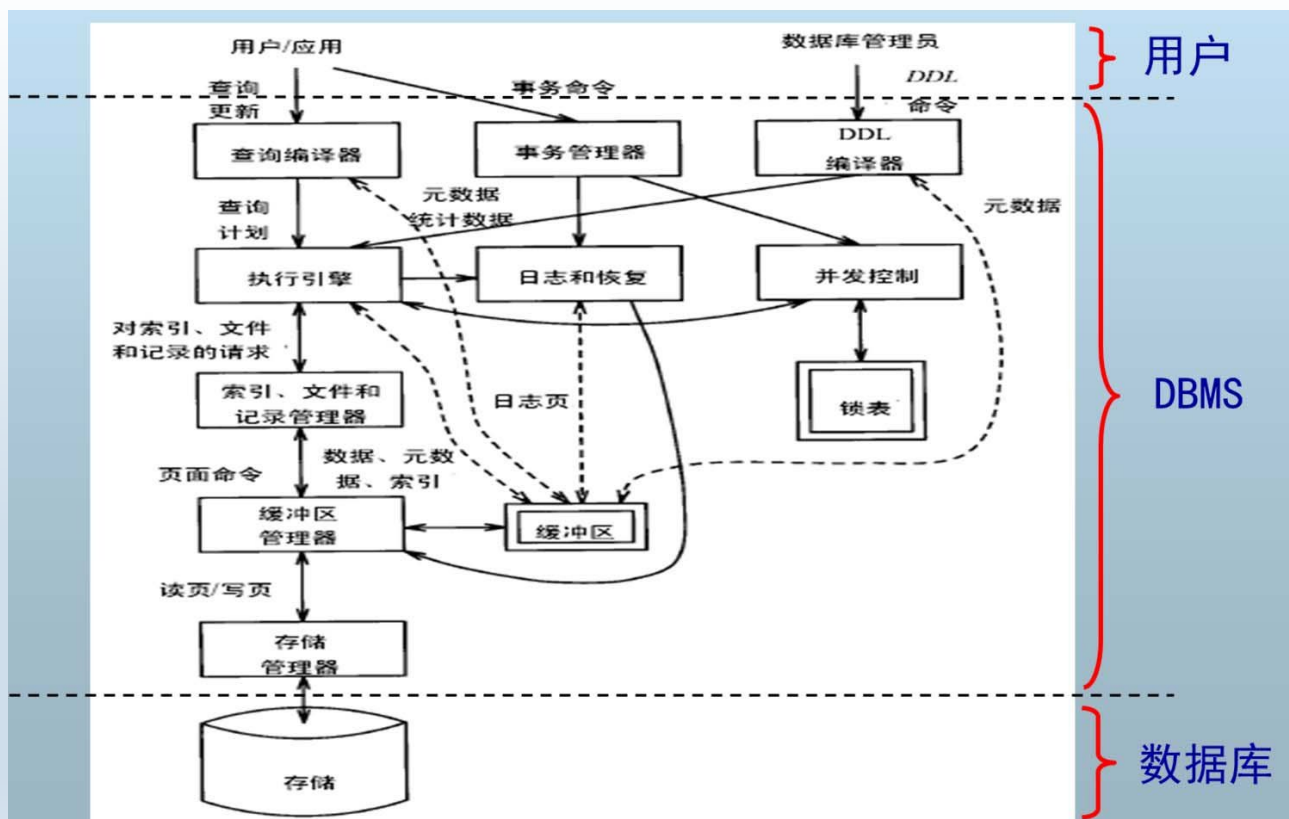 用户/应用
数据库管理员
用户
查询
更新
事务命令
DDL
命令
查询编译器
事务管理器
DDL
编译器
查询
计划
元数据
统计数据
元数据
执行引擎
日志和恢复
并发控制
对索引、文件
和记录的请求
索引、文件和
记录管理器
日志页
锁表
DBMS
页面命令
数据、元数
据、索引
缓冲区
管理器
缓冲区
读页/写页
存储
管理器
存储
数据库